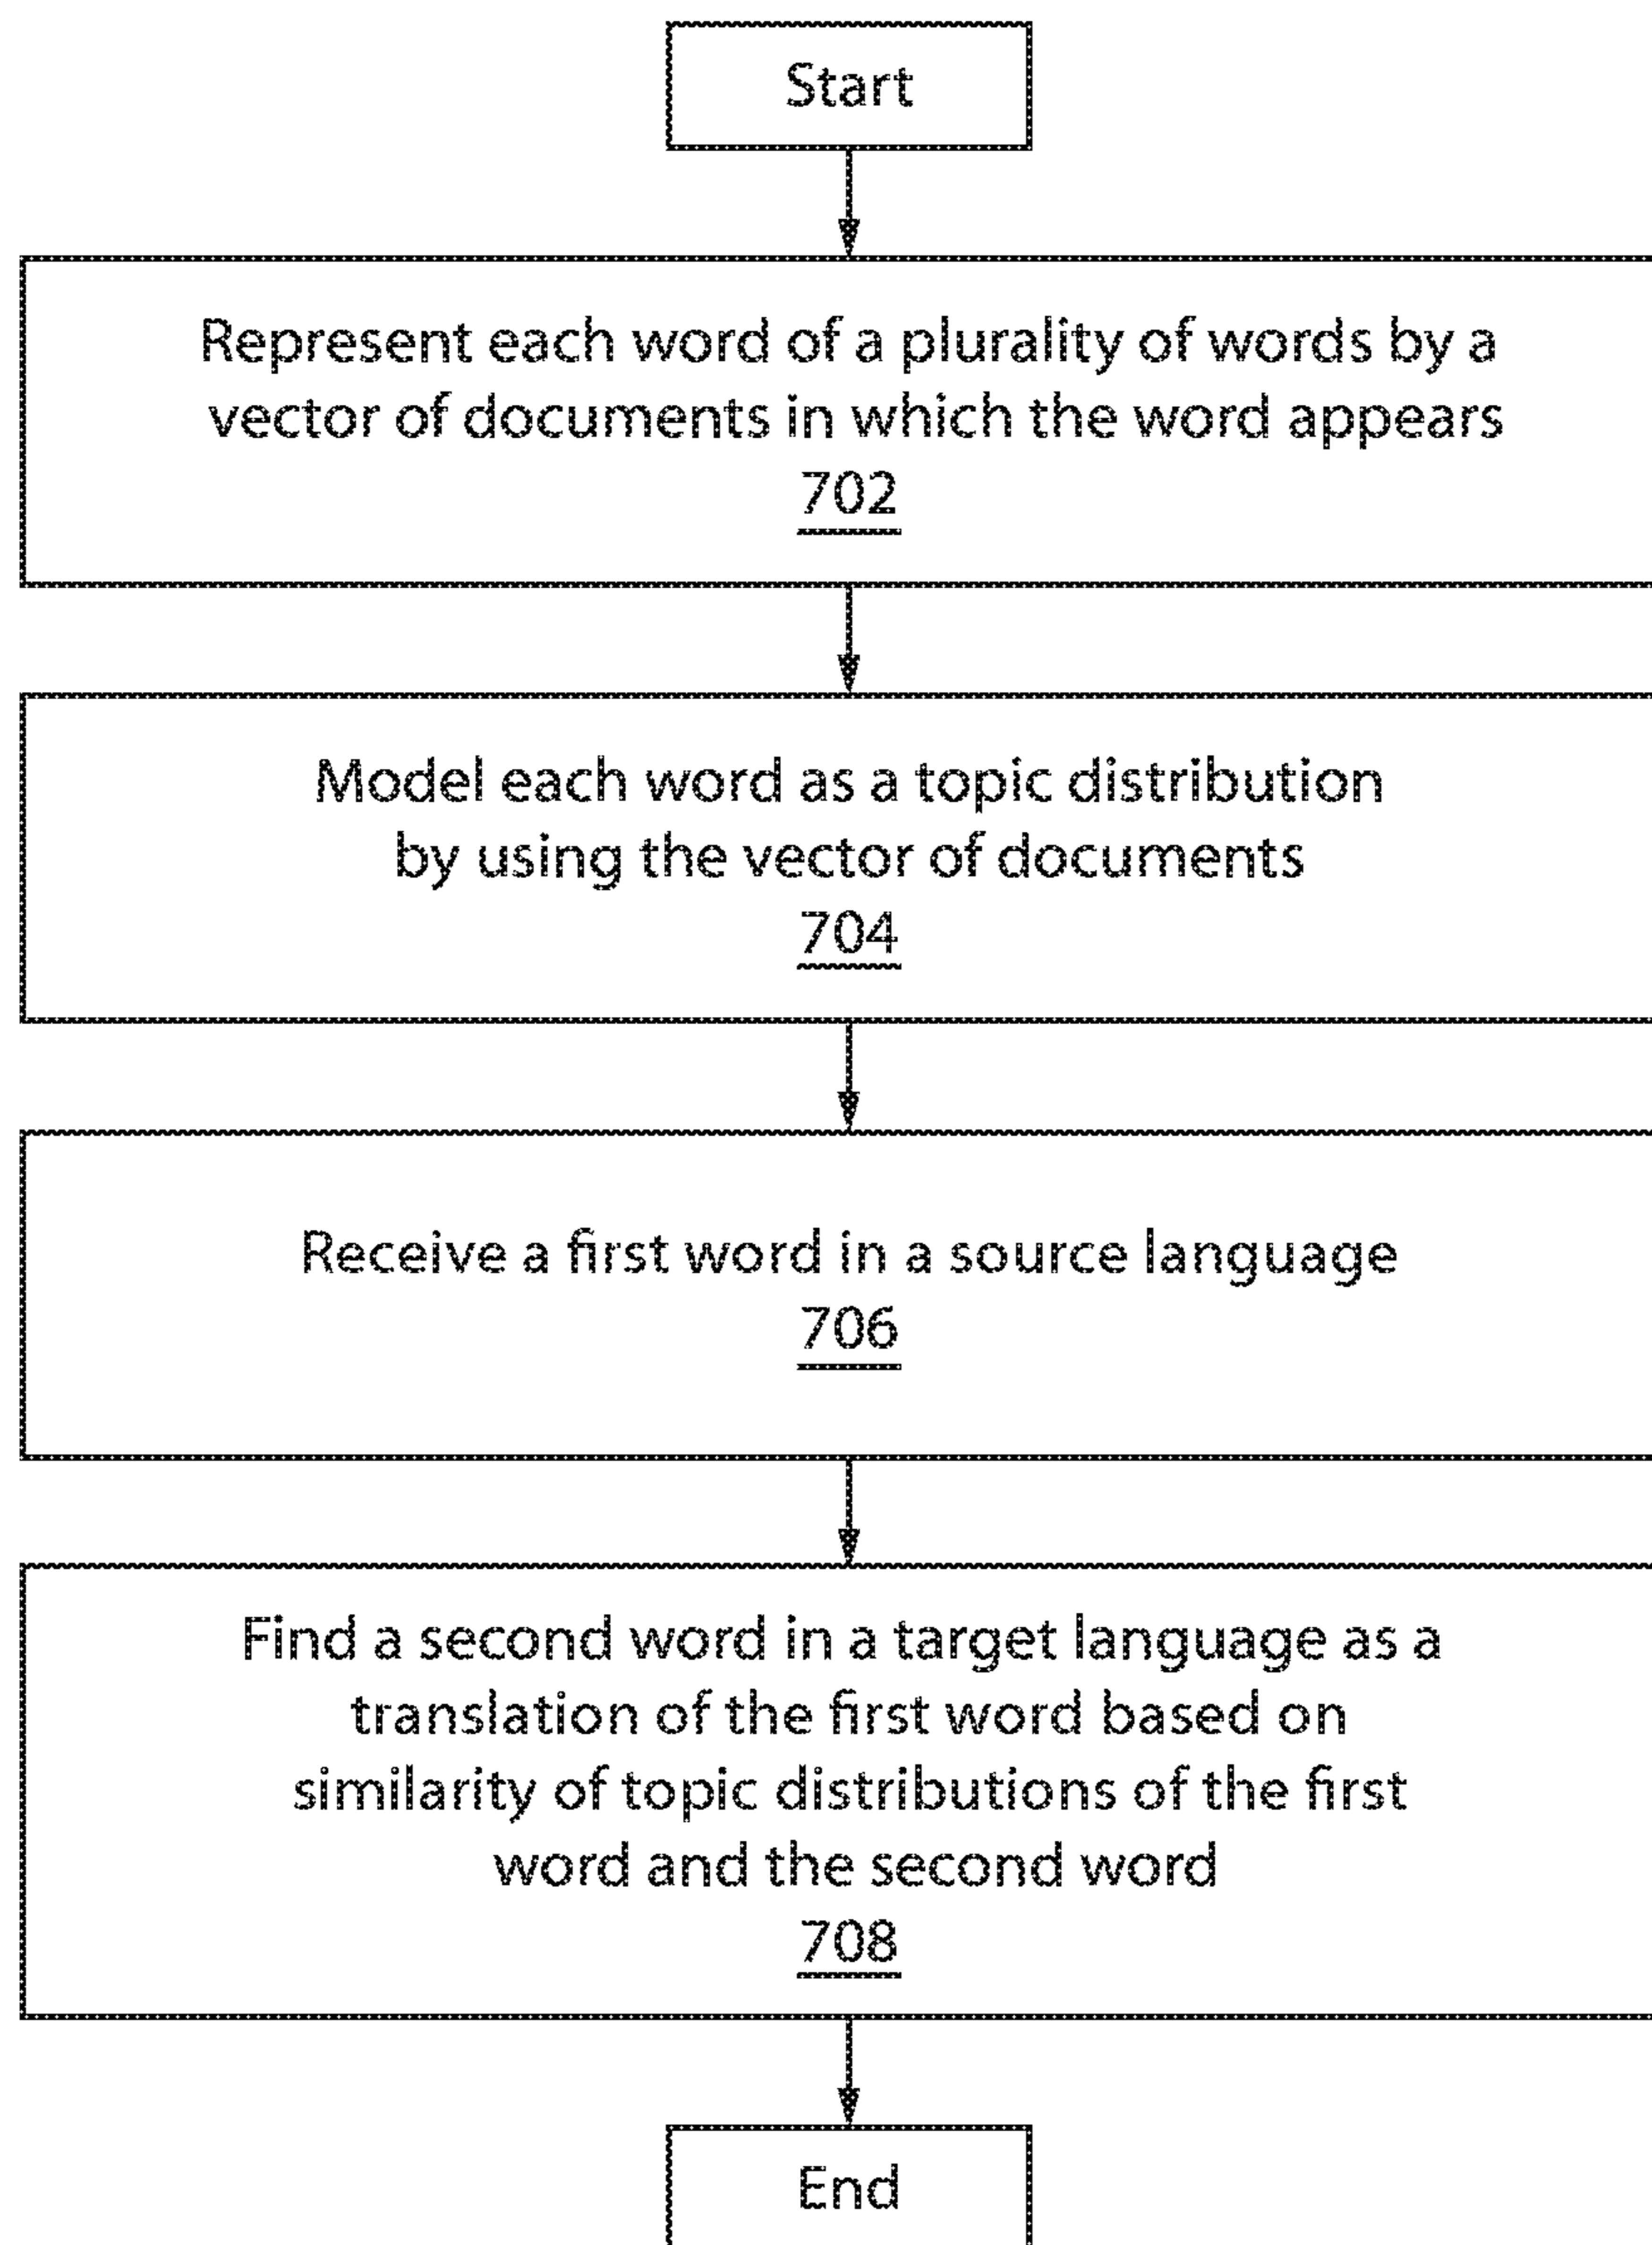 Start
Represent each word of a plurality of words by a
vector of documents in which the word appears
702
Model each word as a topic distribution
by using the vector of documents
704
Receive a first word in a source language
706
Find a second word in a target language as a
translation of the first word based on
similarity of topic distributions of the first
word and the second word
708
End